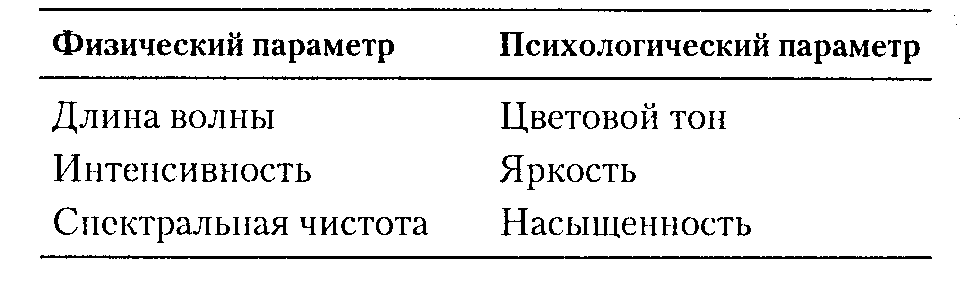 Физический параметр Психологический параметр
Длина волны Цветовой тон
Интенсивность Яркость
Спектральная чистота Насыщенность